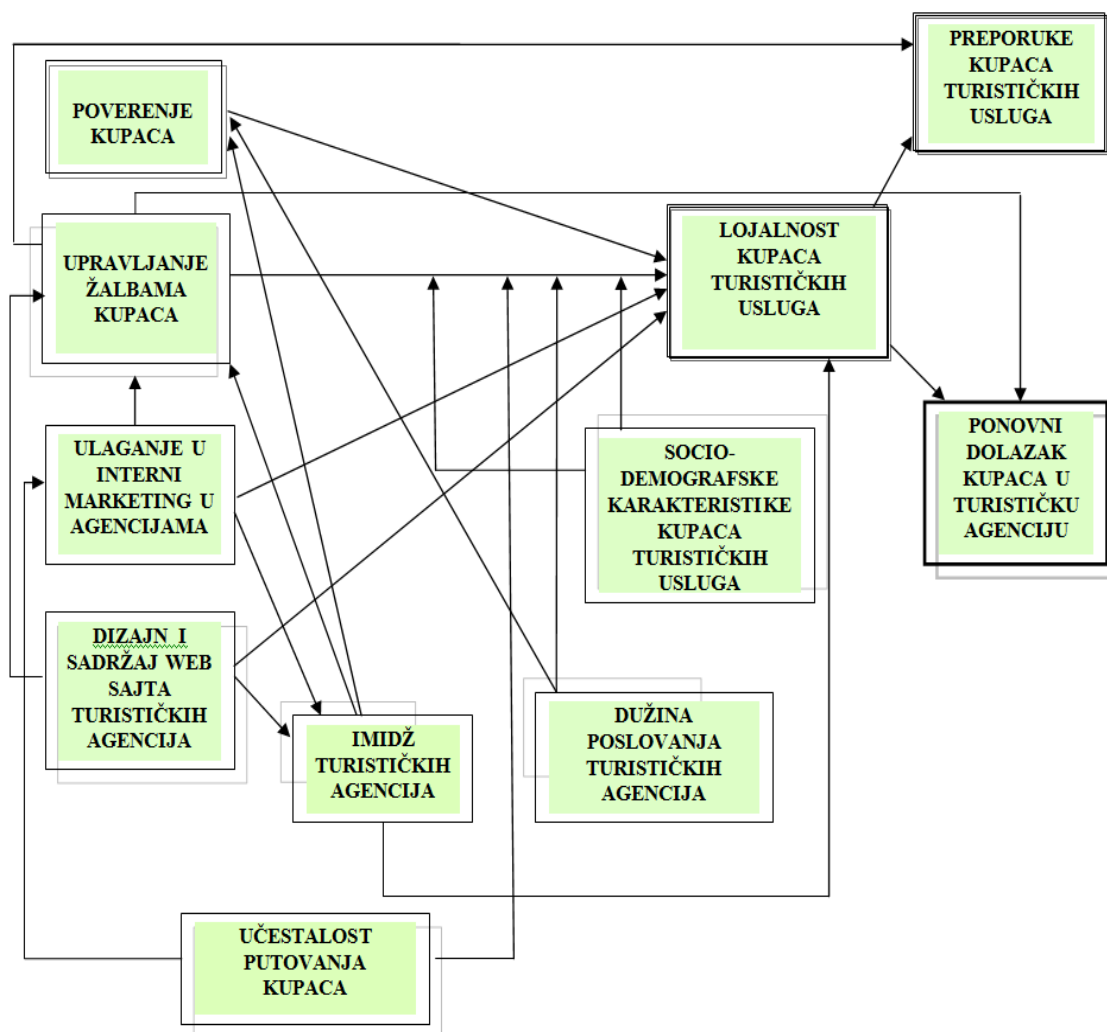 PREPORUKE
KUPACA
TURISTIČKIH
USLUGA
POVERENJE
KUPACA
LOJALNOST
KUPACA
TURISTIČKIH
USLUGA
UPRAVLJANJE
ŽALBAMA
KUPACA
ULAGANJE U
INTERNI
MARKETING U
AGENCIJAMA
SOCIO-
DEMOGRAFSKE
KARAKTERISTIKE
KUPACA
TURISTIČKIH
USLUGA
PONOVNI
DOLAZAK
KUPACA U
TURISTIČKU
AGENCIJU
DIZAJN I
SADRŽAJ WEB
SAJTA
TURISTIČKIH
AGENCIJA
IMIDŽ
TURISTIČKIH
AGENCIJA
DUŽINA
POSLOVANJA
TURISTIČKIH
AGENCIJA
UČESTALOST
PUTOVANJA
KUPACA